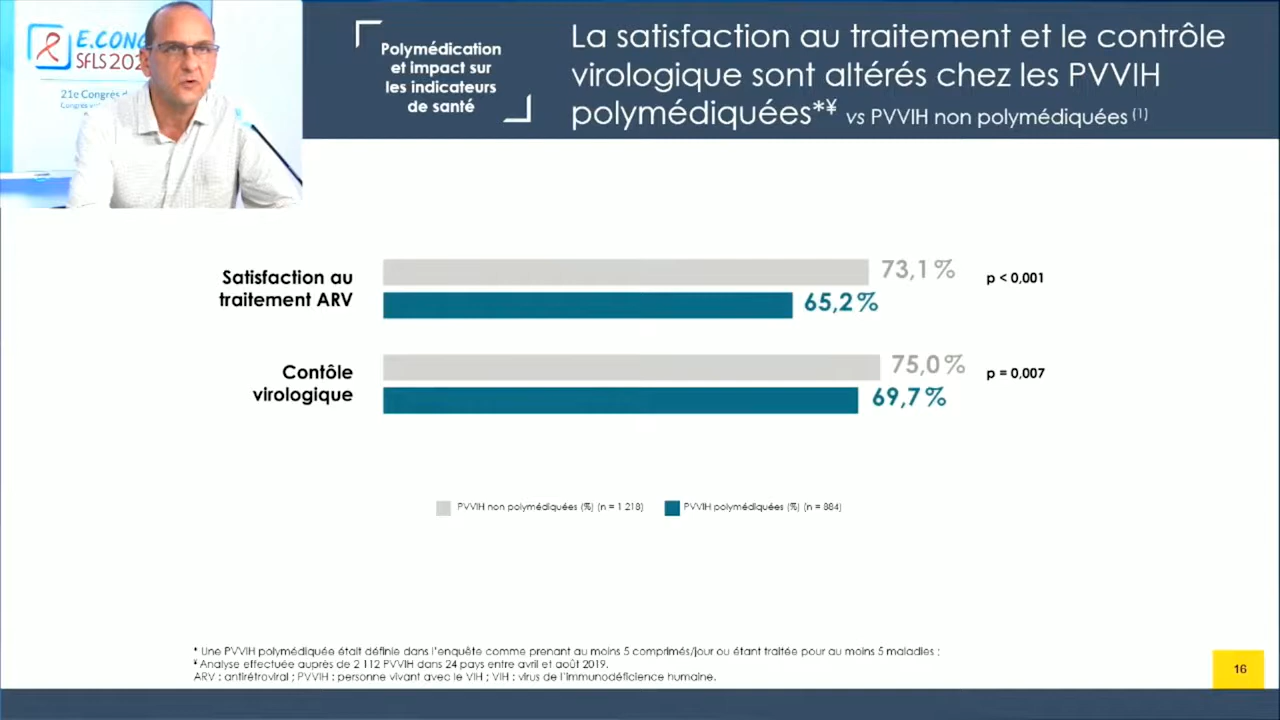 E.CONG
SFLS202
21e Congrès d
Polymédication
et impact sur
les indicateurs
de santé
La satisfaction au traitement et le contrôle
virologique sont altérés chez les PVVIH
polymédiquées*¥ vs PVVIH non polymédiquées (1)
Satisfaction au
traitement ARV
73,1 %
65,2 %
p < 0,001
Contôle
virologique
75,0 %
69,7 %
p = 0,007
PVVIH non polymédiquées (%) (n = 1 218)
PVVIH polymédiquées (%) (n = 884)
* Une PVVIH polymédiquée était définie dans l'enquête comme prenant au moins 5 comprimés/jour ou étant traitée pour au moins 5 maladies ;
¥ Analyse effectuée auprès de 2 112 PVVIH dans 24 pays entre avril et août 2019.
ARV : antirétroviral ; PVVIH : personne vivant avec le VIH ; VIH : virus de l'immunodéficience humaine.
16